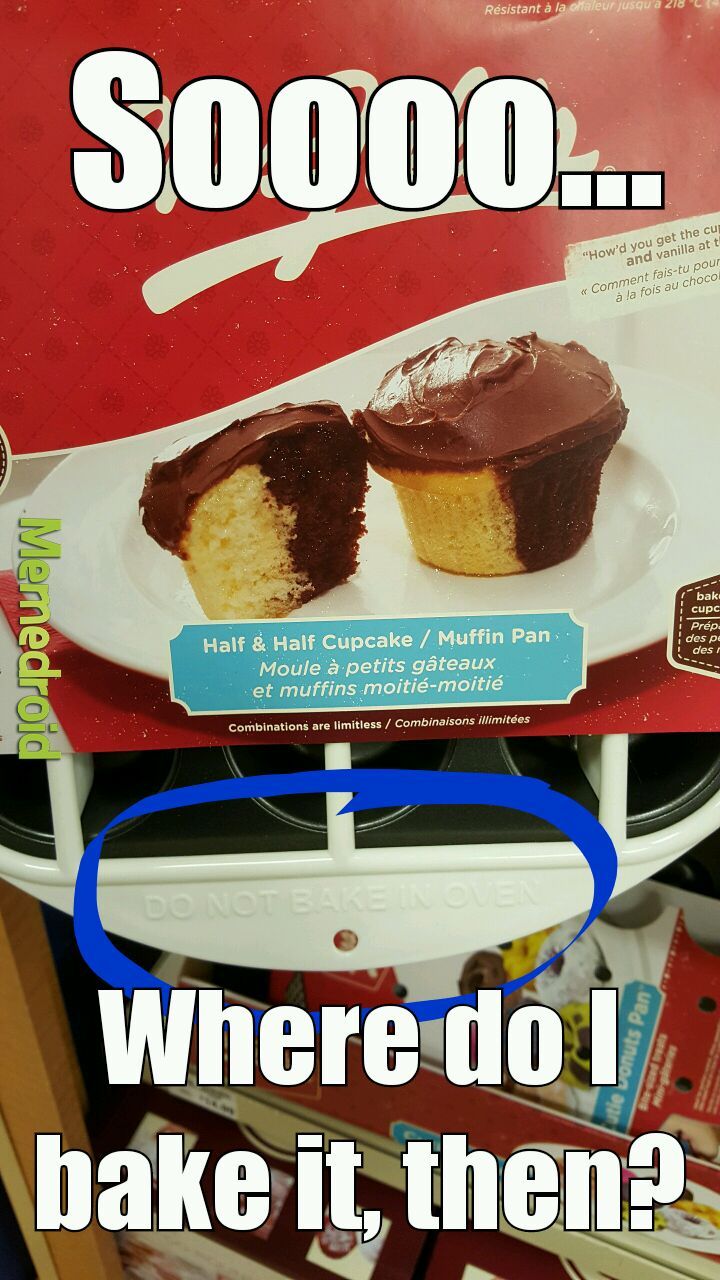 Résistant à la chaleur jusqu'à 218 °C
Soooo...
"How'd you get the
and vanilla at
« Comment fais-tu pour
à la fois au
Memedroid
Half & Half Cupcake / Muffin Pan
Moule à petits gâteaux
et muffins moitié-moitié
Combinations are limitless / Combinaisons illimitées
DO NOT BAKE IN OVEN
Donuts Pan
Where do I
bake it, then?